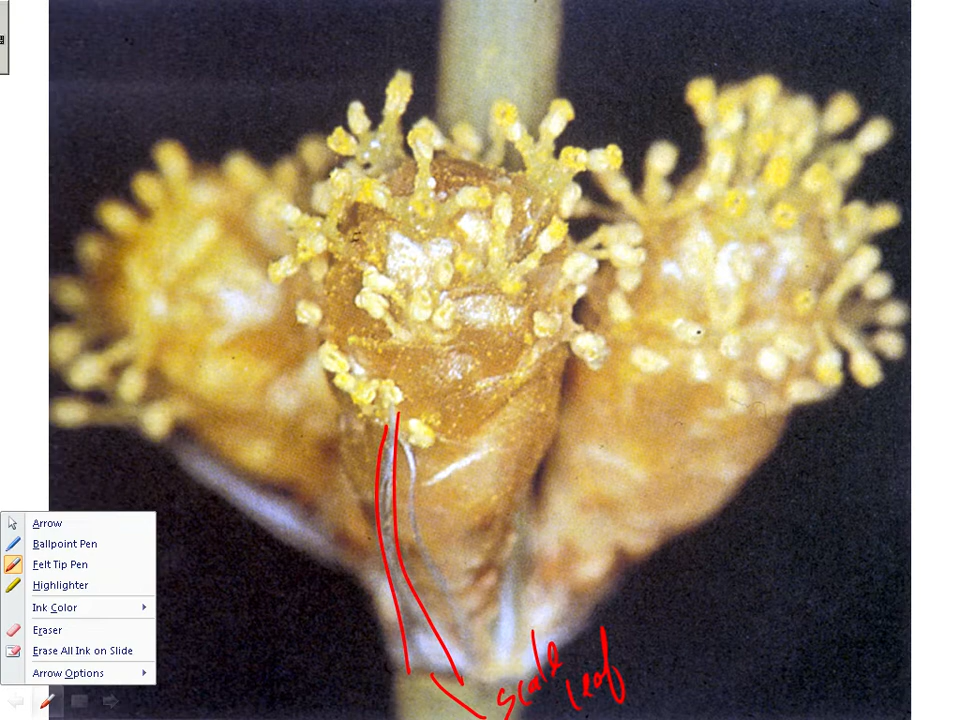 Arrow
Ballpoint Pen
Felt Tip Pen
Highlighter
Ink Color
Eraser
Erase All Ink on Slide
Arrow Options
scale leaf